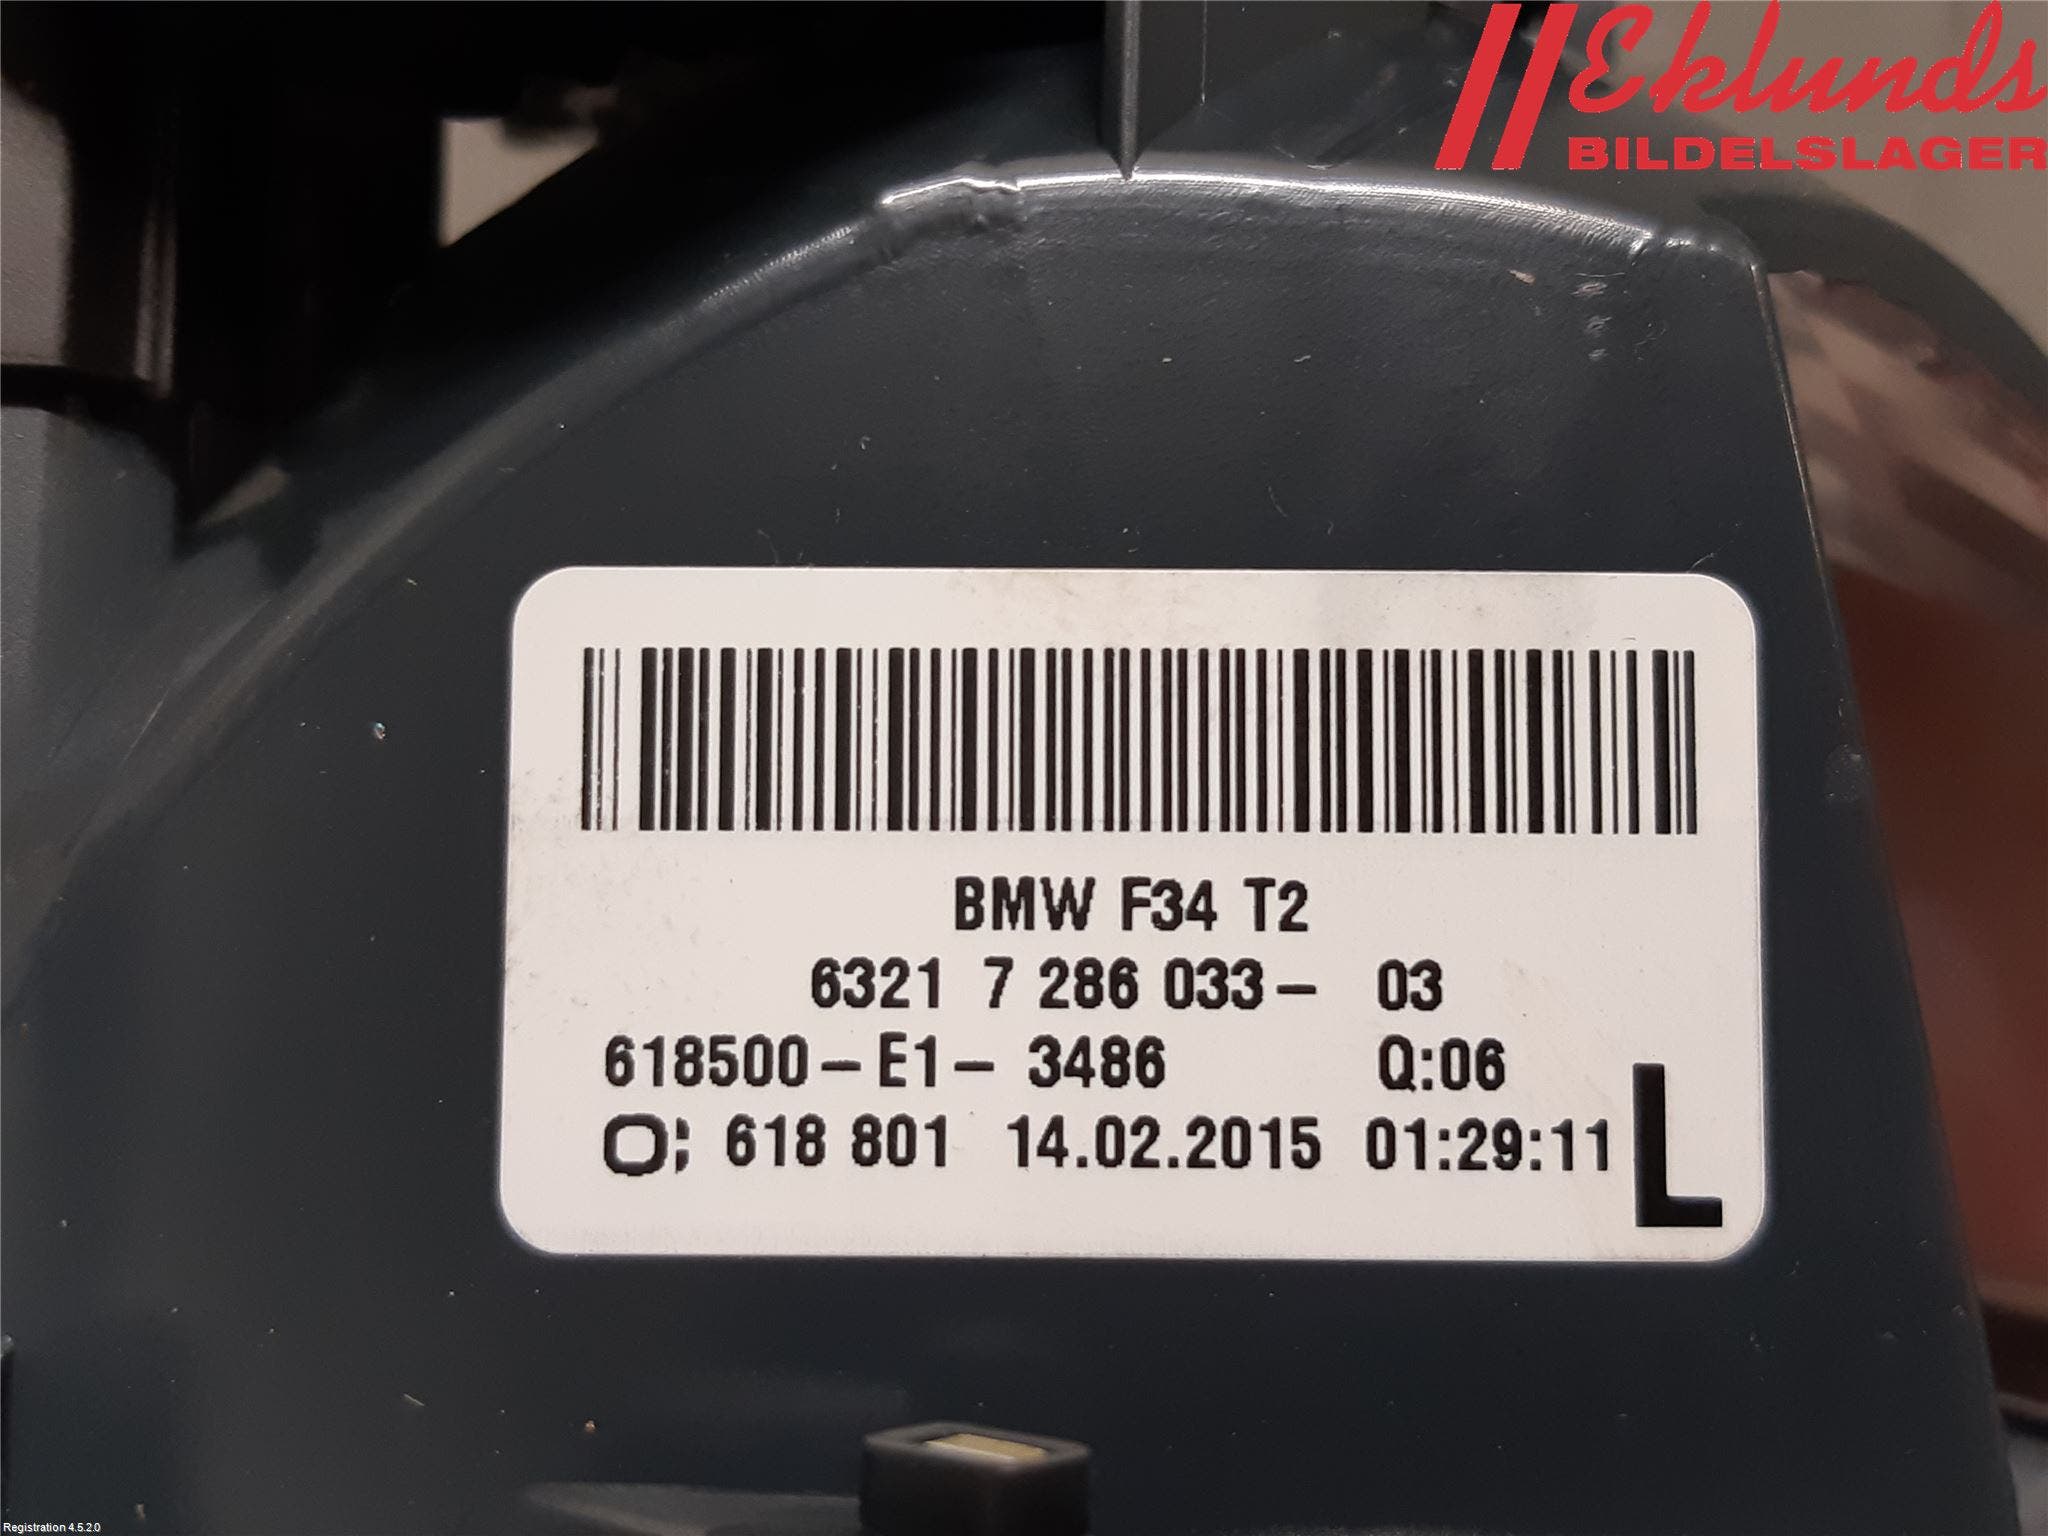 Eklunds
BILDELSLAGER
BMW F34 T2
6321 7 286 033- 03
618500-E1-3486 Q:06
618 801 14.02.2015 01:29:11
L
Registration 4.5.2.0